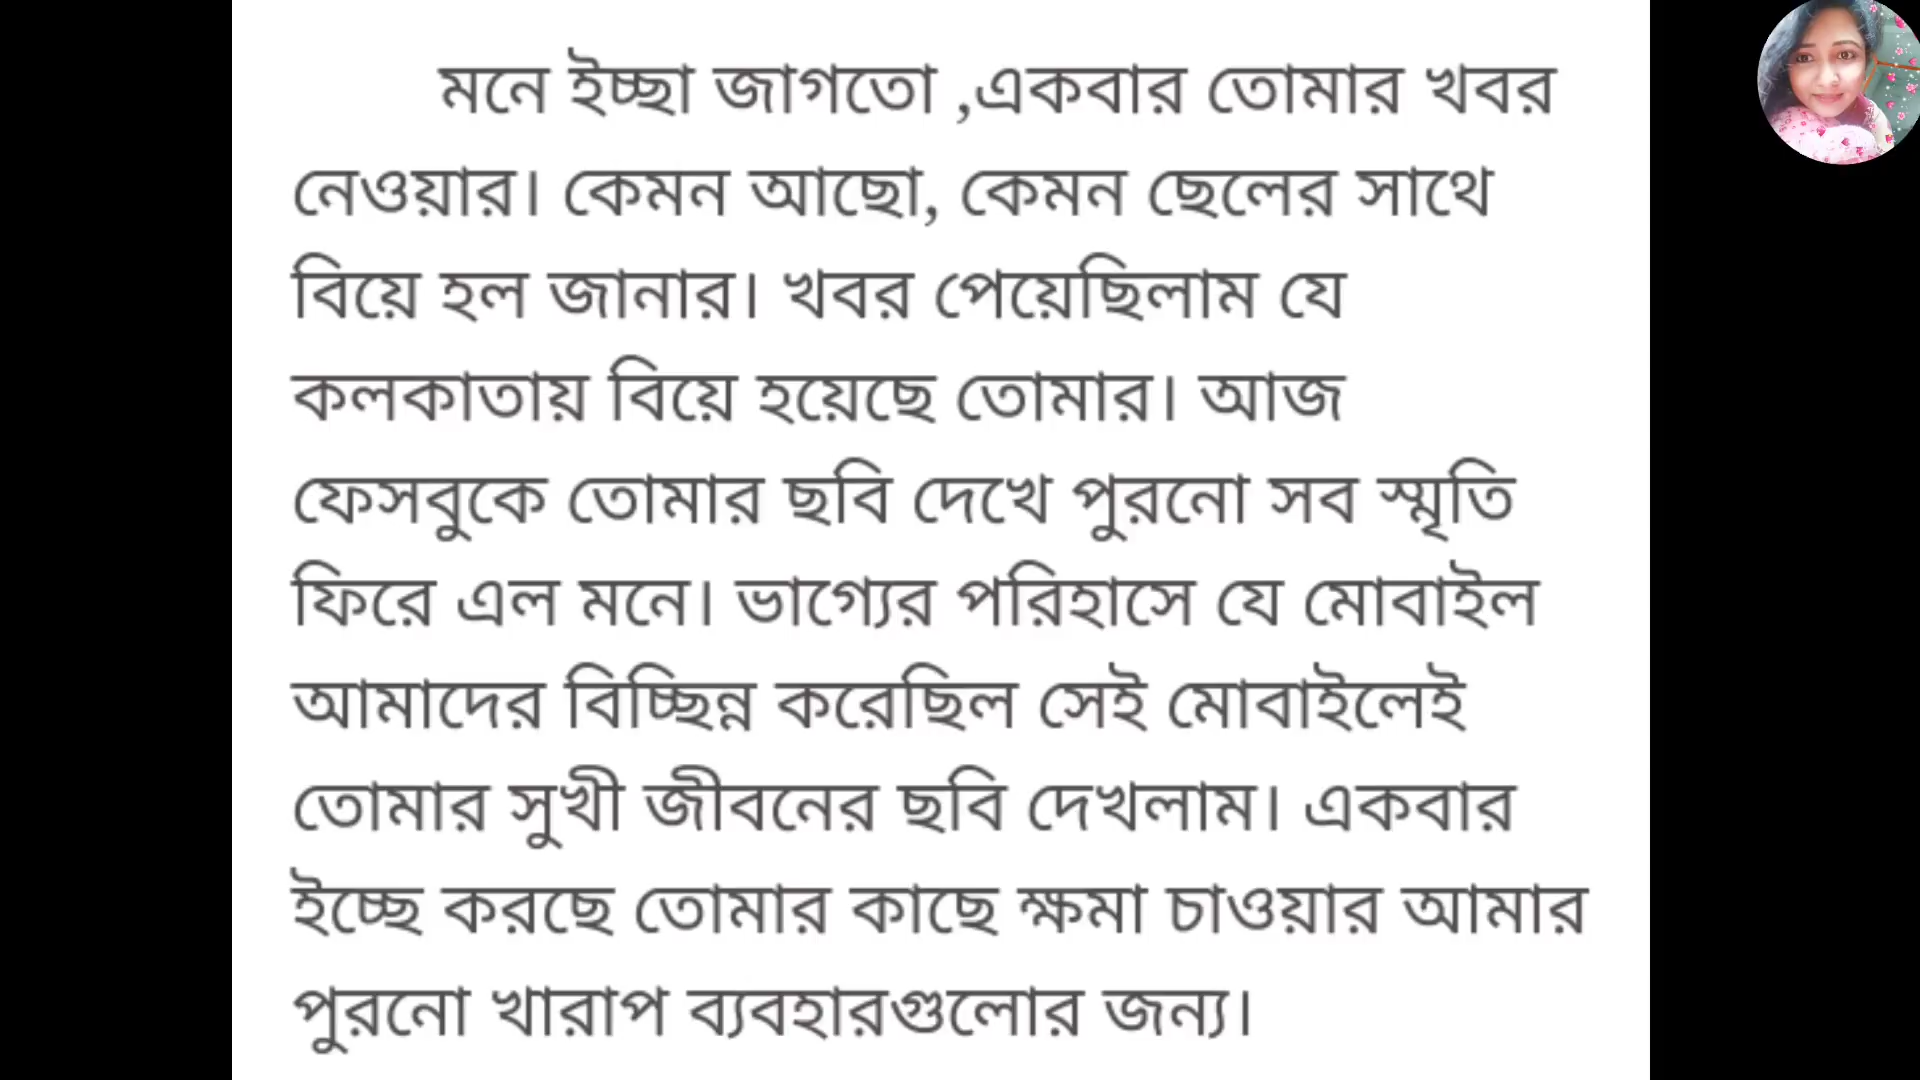 মনে ইচ্ছা জাগতো ,একবার তোমার খবর
নেওয়ার। কেমন আছো, কেমন ছেলের সাথে
বিয়ে হল জানার। খবর পেয়েছিলাম যে
কলকাতায় বিয়ে হয়েছে তোমার। আজ
ফেসবুকে তোমার ছবি দেখে পুরনো সব স্মৃতি
ফিরে এল মনে। ভাগ্যের পরিহাসে যে মোবাইল
আমাদের বিচ্ছিন্ন করেছিল সেই মোবাইলেই
তোমার সুখী জীবনের ছবি দেখলাম। একবার
ইচ্ছে করছে তোমার কাছে ক্ষমা চাওয়ার আমার
পুরনো খারাপ ব্যবহারগুলোর জন্য।